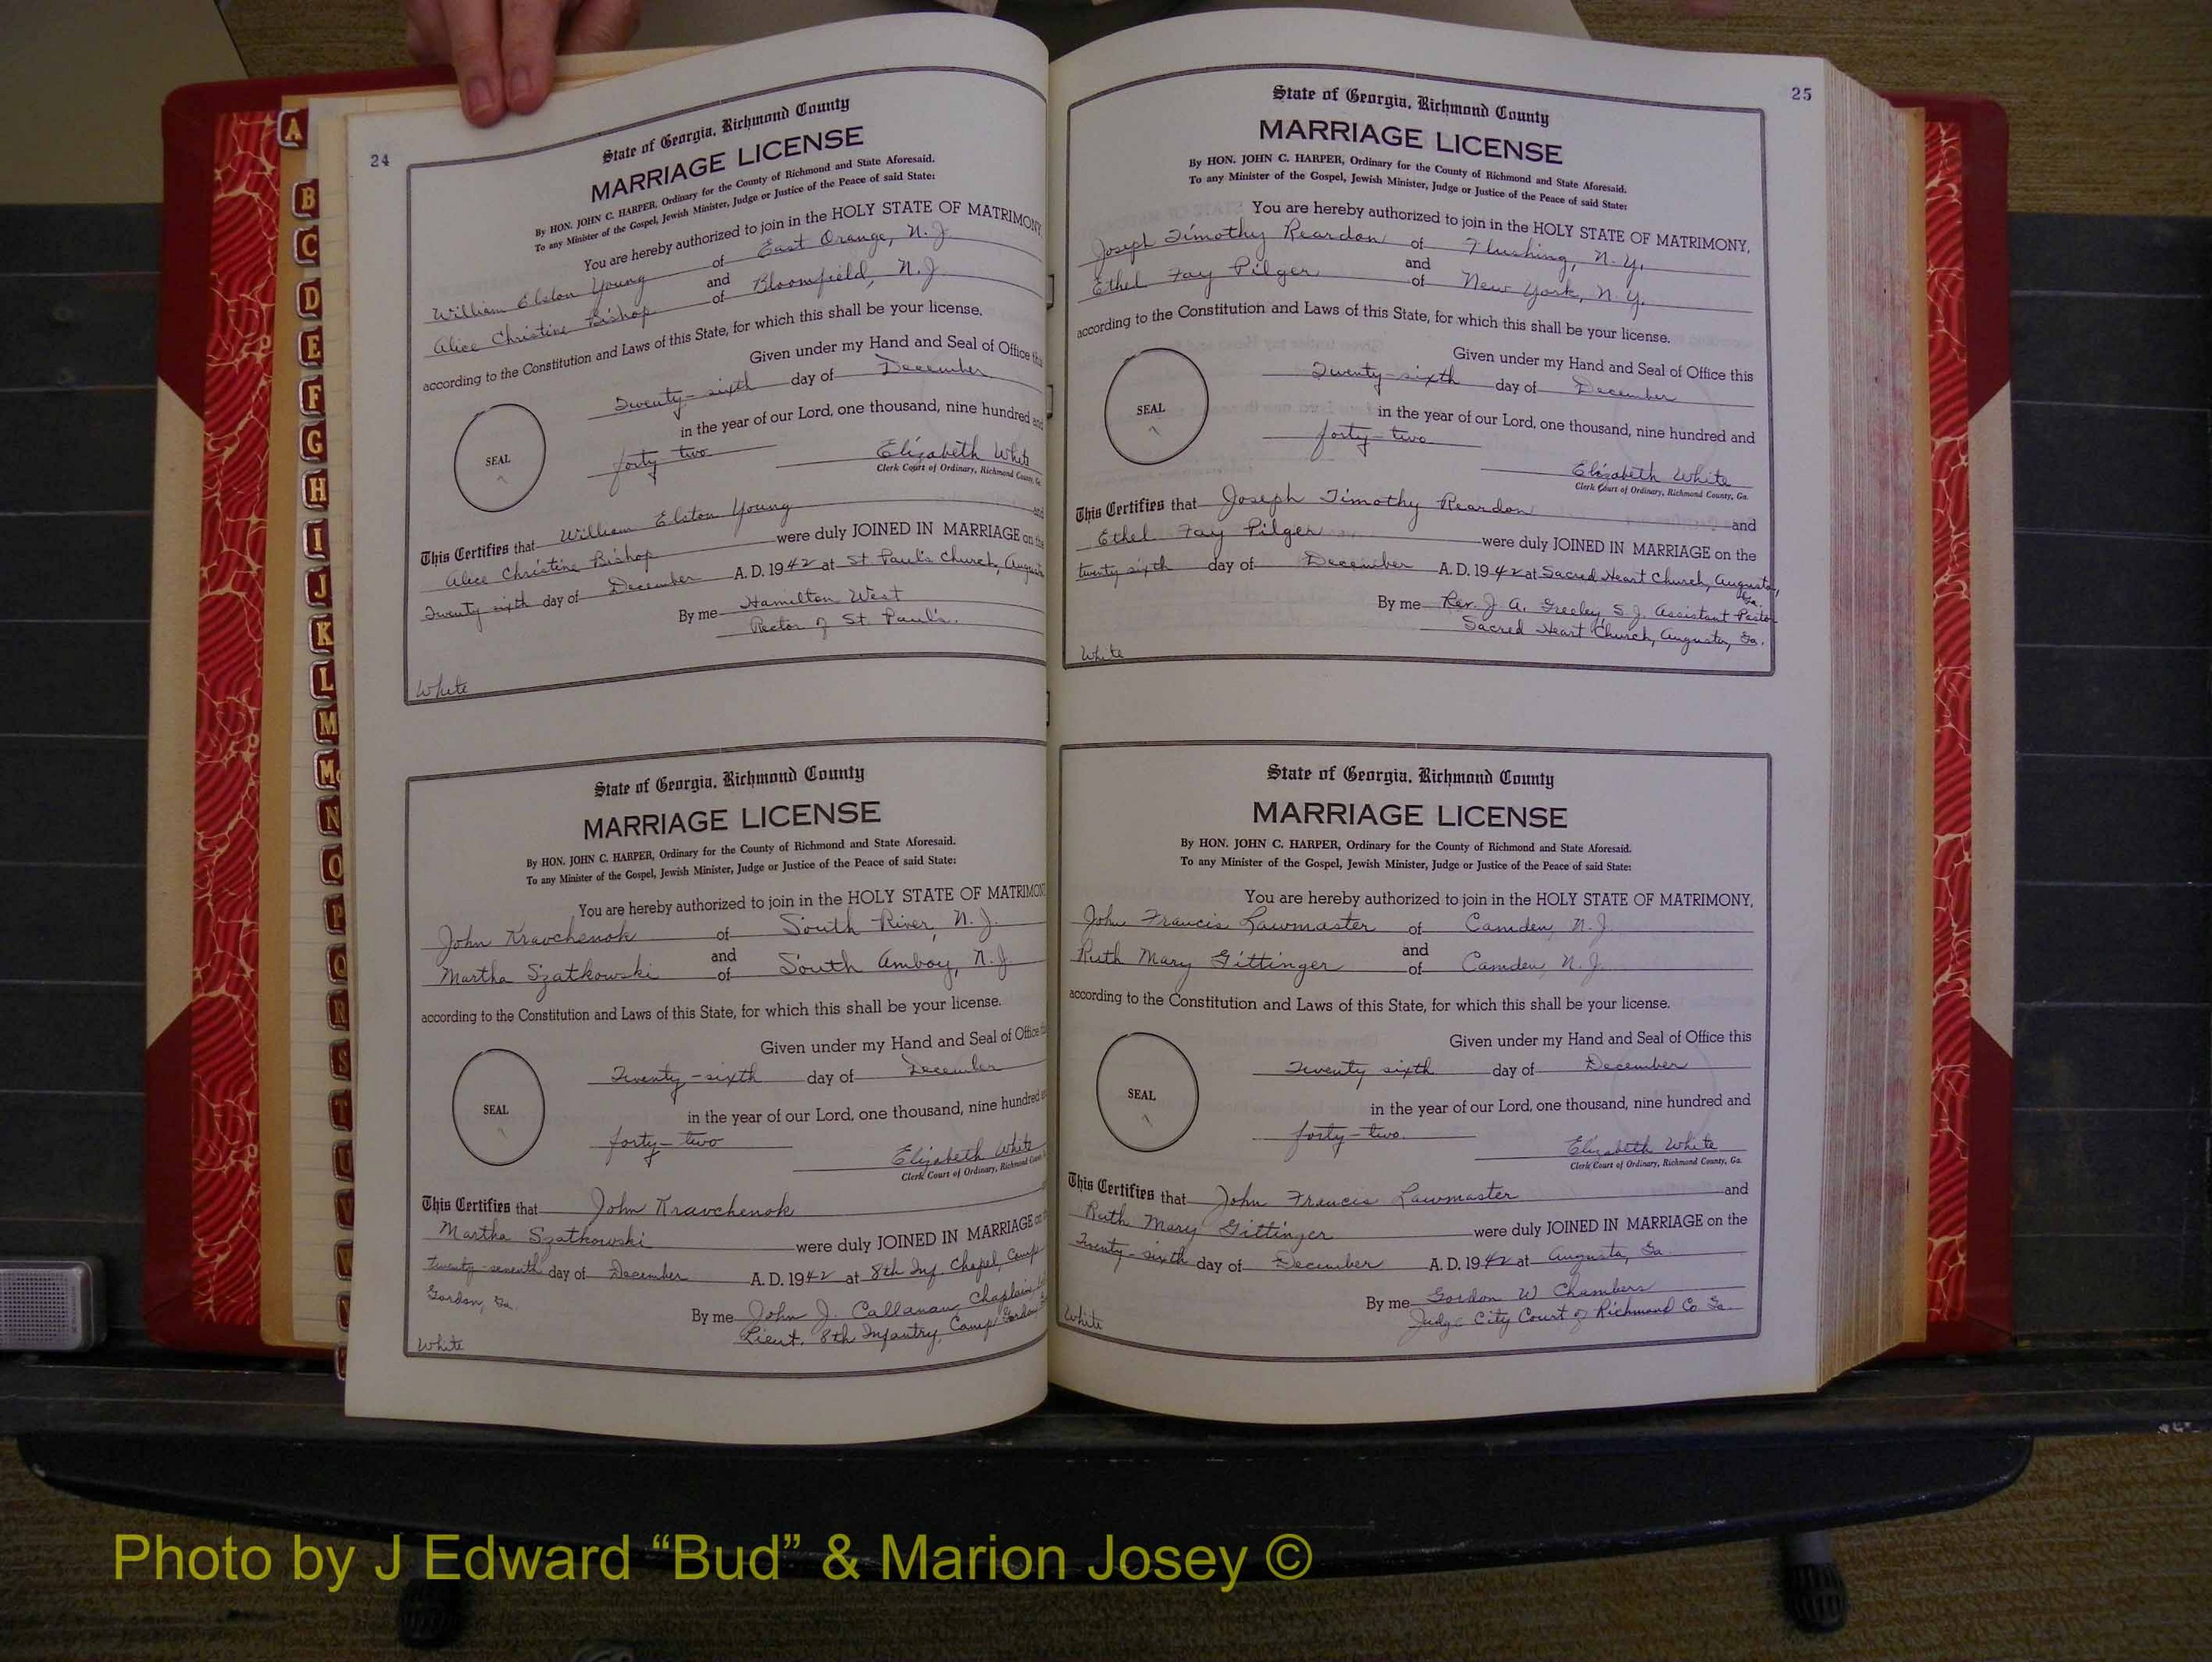 A
B
C
D
E
F
G
H
I
J
K
L
M
Mc
N
O
P
Q
R
S
T
U
V
W
24
State of Georgia, Richmond County
MARRIAGE LICENSE
By HON. JOHN C. HARPER, Ordinary for the County of Richmond and State Aforesaid.
To any Minister of the Gospel, Jewish Minister, Judge or Justice of the Peace of said State:
You are hereby authorized to join in the HOLY STATE OF MATRIMONY,
William Elston Young of East Orange, N. J.
and
Alice Christine Bishop of Bloomfield, N. J.
according to the Constitution and Laws of this State, for which this shall be your license.
Given under my Hand and Seal of Office this
Twenty-sixth day of December
in the year of our Lord, one thousand, nine hundred and
forty two
SEAL
Elizabeth White
Clerk Court of Ordinary, Richmond County, Ga.
This Certifies that William Elston Young and
Alice Christine Bishop were duly JOINED IN MARRIAGE on the
Twenty sixth day of December A. D. 1942 at St. Paul's Church, Augusta
By me Hamilton West
Rector of St. Paul's.
White
State of Georgia, Richmond County
MARRIAGE LICENSE
By HON. JOHN C. HARPER, Ordinary for the County of Richmond and State Aforesaid.
To any Minister of the Gospel, Jewish Minister, Judge or Justice of the Peace of said State:
You are hereby authorized to join in the HOLY STATE OF MATRIMO
John Kravchenok of South River, N. J.
and
Martha Szatkowski of South Amboy, N. J.
according to the Constitution and Laws of this State, for which this shall be your license.
Given under my Hand and Seal of Office
Twenty-sixth day of December
in the year of our Lord, one thousand, nine hundred
forty-two
SEAL
Elizabeth White
Clerk Court of Ordinary, Richmond
This Certifies that John Kravchenok
Martha Szatkowski were duly JOINED IN MARRIAGE
twenty-seventh day of December A. D. 1942 at 8th Inf. Chapel, Camp
Gordon, Ga.
By me John J. Callanan, Chaplain
Lieut. 8th Infantry, Camp Gordon
White
25
State of Georgia, Richmond County
MARRIAGE LICENSE
By HON. JOHN C. HARPER, Ordinary for the County of Richmond and State Aforesaid.
To any Minister of the Gospel, Jewish Minister, Judge or Justice of the Peace of said State:
You are hereby authorized to join in the HOLY STATE OF MATRIMONY,
Joseph Timothy Reardon of Flushing, N. Y.
and
Ethel Fay Pilger of New York, N. Y.
according to the Constitution and Laws of this State, for which this shall be your license.
Given under my Hand and Seal of Office this
Twenty-sixth day of December
in the year of our Lord, one thousand, nine hundred and
forty-two
SEAL
Elizabeth White
Clerk Court of Ordinary, Richmond County, Ga.
This Certifies that Joseph Timothy Reardon and
Ethel Fay Pilger were duly JOINED IN MARRIAGE on the
twenty sixth day of December A. D. 1942 at Sacred Heart Church, Augusta,
Ga.
By me Rev. J. A. Greeley, S. J. Assistant Pastor
Sacred Heart Church, Augusta, Ga.
White
State of Georgia, Richmond County
MARRIAGE LICENSE
By HON. JOHN C. HARPER, Ordinary for the County of Richmond and State Aforesaid.
To any Minister of the Gospel, Jewish Minister, Judge or Justice of the Peace of said State:
You are hereby authorized to join in the HOLY STATE OF MATRIMONY,
John Francis Lawmaster of Camden, N. J.
and
Ruth Mary Gittinger of Camden, N. J.
according to the Constitution and Laws of this State, for which this shall be your license.
Given under my Hand and Seal of Office this
Twenty sixth day of December
in the year of our Lord, one thousand, nine hundred and
forty-two.
SEAL
Elizabeth White
Clerk Court of Ordinary, Richmond County, Ga.
This Certifies that John Francis Lawmaster and
Ruth Mary Gittinger were duly JOINED IN MARRIAGE on the
Twenty-sixth day of December A. D. 1942 at Augusta, Ga
By me Gordon W Chambers
Judge City Court of Richmond Co Ga.
White
Photo by J Edward “Bud” & Marion Josey ©